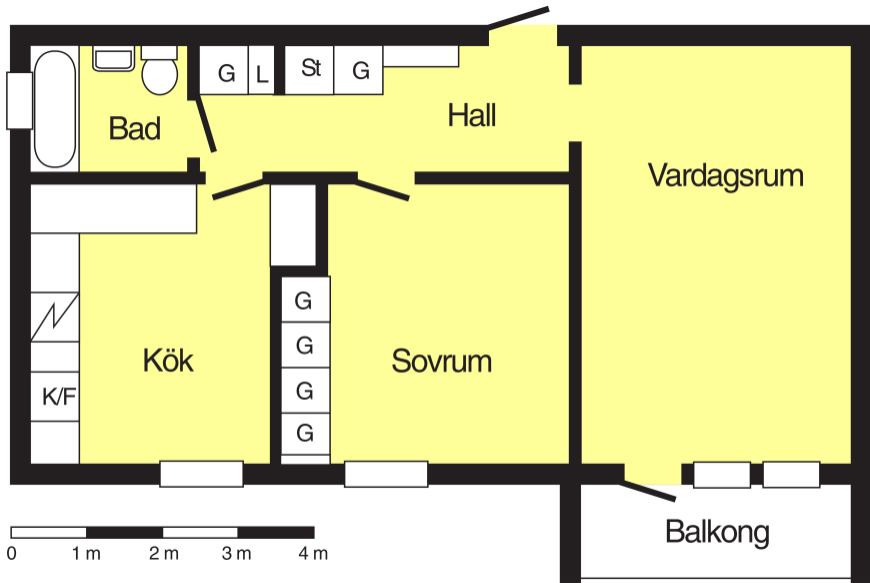 G
L
St
G
Bad
Hall
Vardagsrum
G
G
G
G
Kök
Sovrum
K/F
Balkong
0 1 m 2 m 3 m 4 m